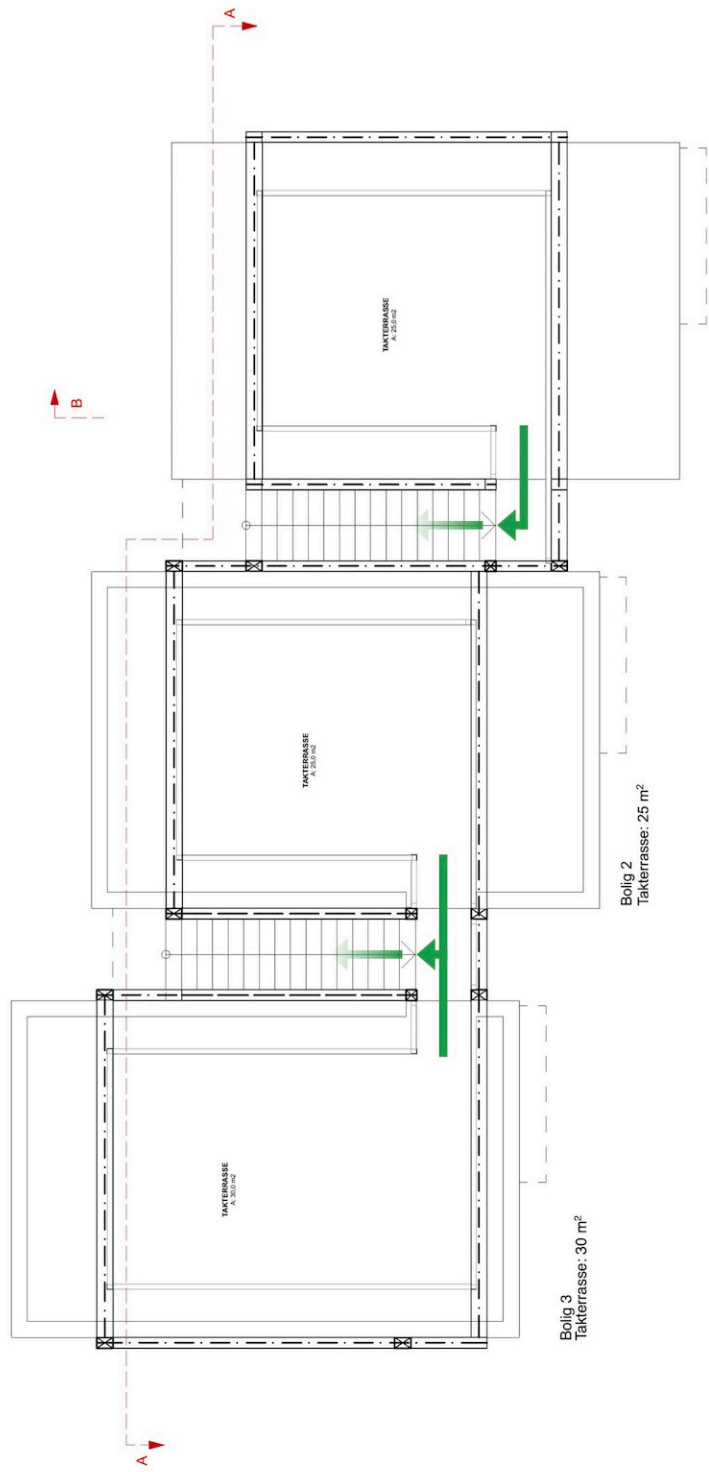 A
B
TAKTERRASSE
A: 25,0 m2
TAKTERRASSE
A: 25,0 m2
Bolig 2
Takterrasse: 25 m²
TAKTERRASSE
A: 30,0 m2
Bolig 3
Takterrasse: 30 m²
A